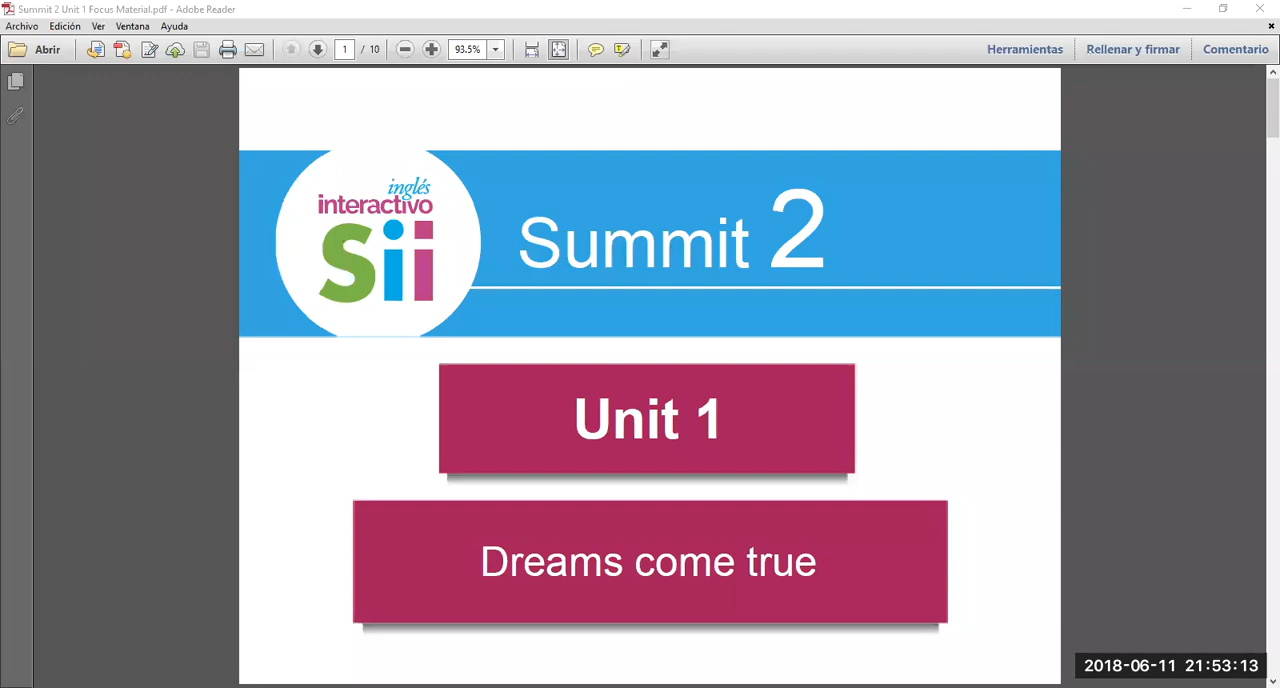 Summit 2 Unit 1 Focus Material.pdf - Adobe Reader
Archivo Edición Ver Ventana Ayuda
Abrir 1 / 10 93.5% Herramientas Rellenar y firmar Comentario
inglés
interactivo
Sii
Summit 2
Unit 1
Dreams come true
2018-06-11 21:53:13